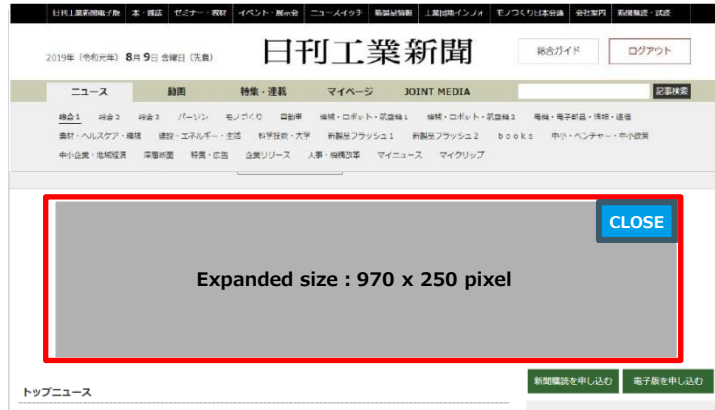 日刊工業新聞電子版 本・雑誌 セミナー・教材 イベント・展示会 ニュースイッチ 新製品情報 工業団地インフォ モノづくり日本会議 会社案内 新聞購読・試読
2019年（令和元年）8月9日 金曜日（先負）
日刊工業新聞
総合ガイド ログアウト
ニュース 動画 特集・連載 マイページ JOINT MEDIA 記事検索
総合1 総合2 総合3 パーソン モノづくり 自動車 機械・ロボット・航空機1 機械・ロボット・航空機2 電機・電子部品・情報・通信
素材・ヘルスケア・環境 建設・エネルギー・生活 科学技術・大学 新製品フラッシュ1 新製品フラッシュ2 books 中小・ベンチャー・中小政策
中小企業・地域経済 深層断面 特集・広告 企業リリース 人事・機構改革 マイニュース マイクリップ
CLOSE
Expanded size : 970 x 250 pixel
新聞購読を申し込む 電子版を申し込む
トップニュース